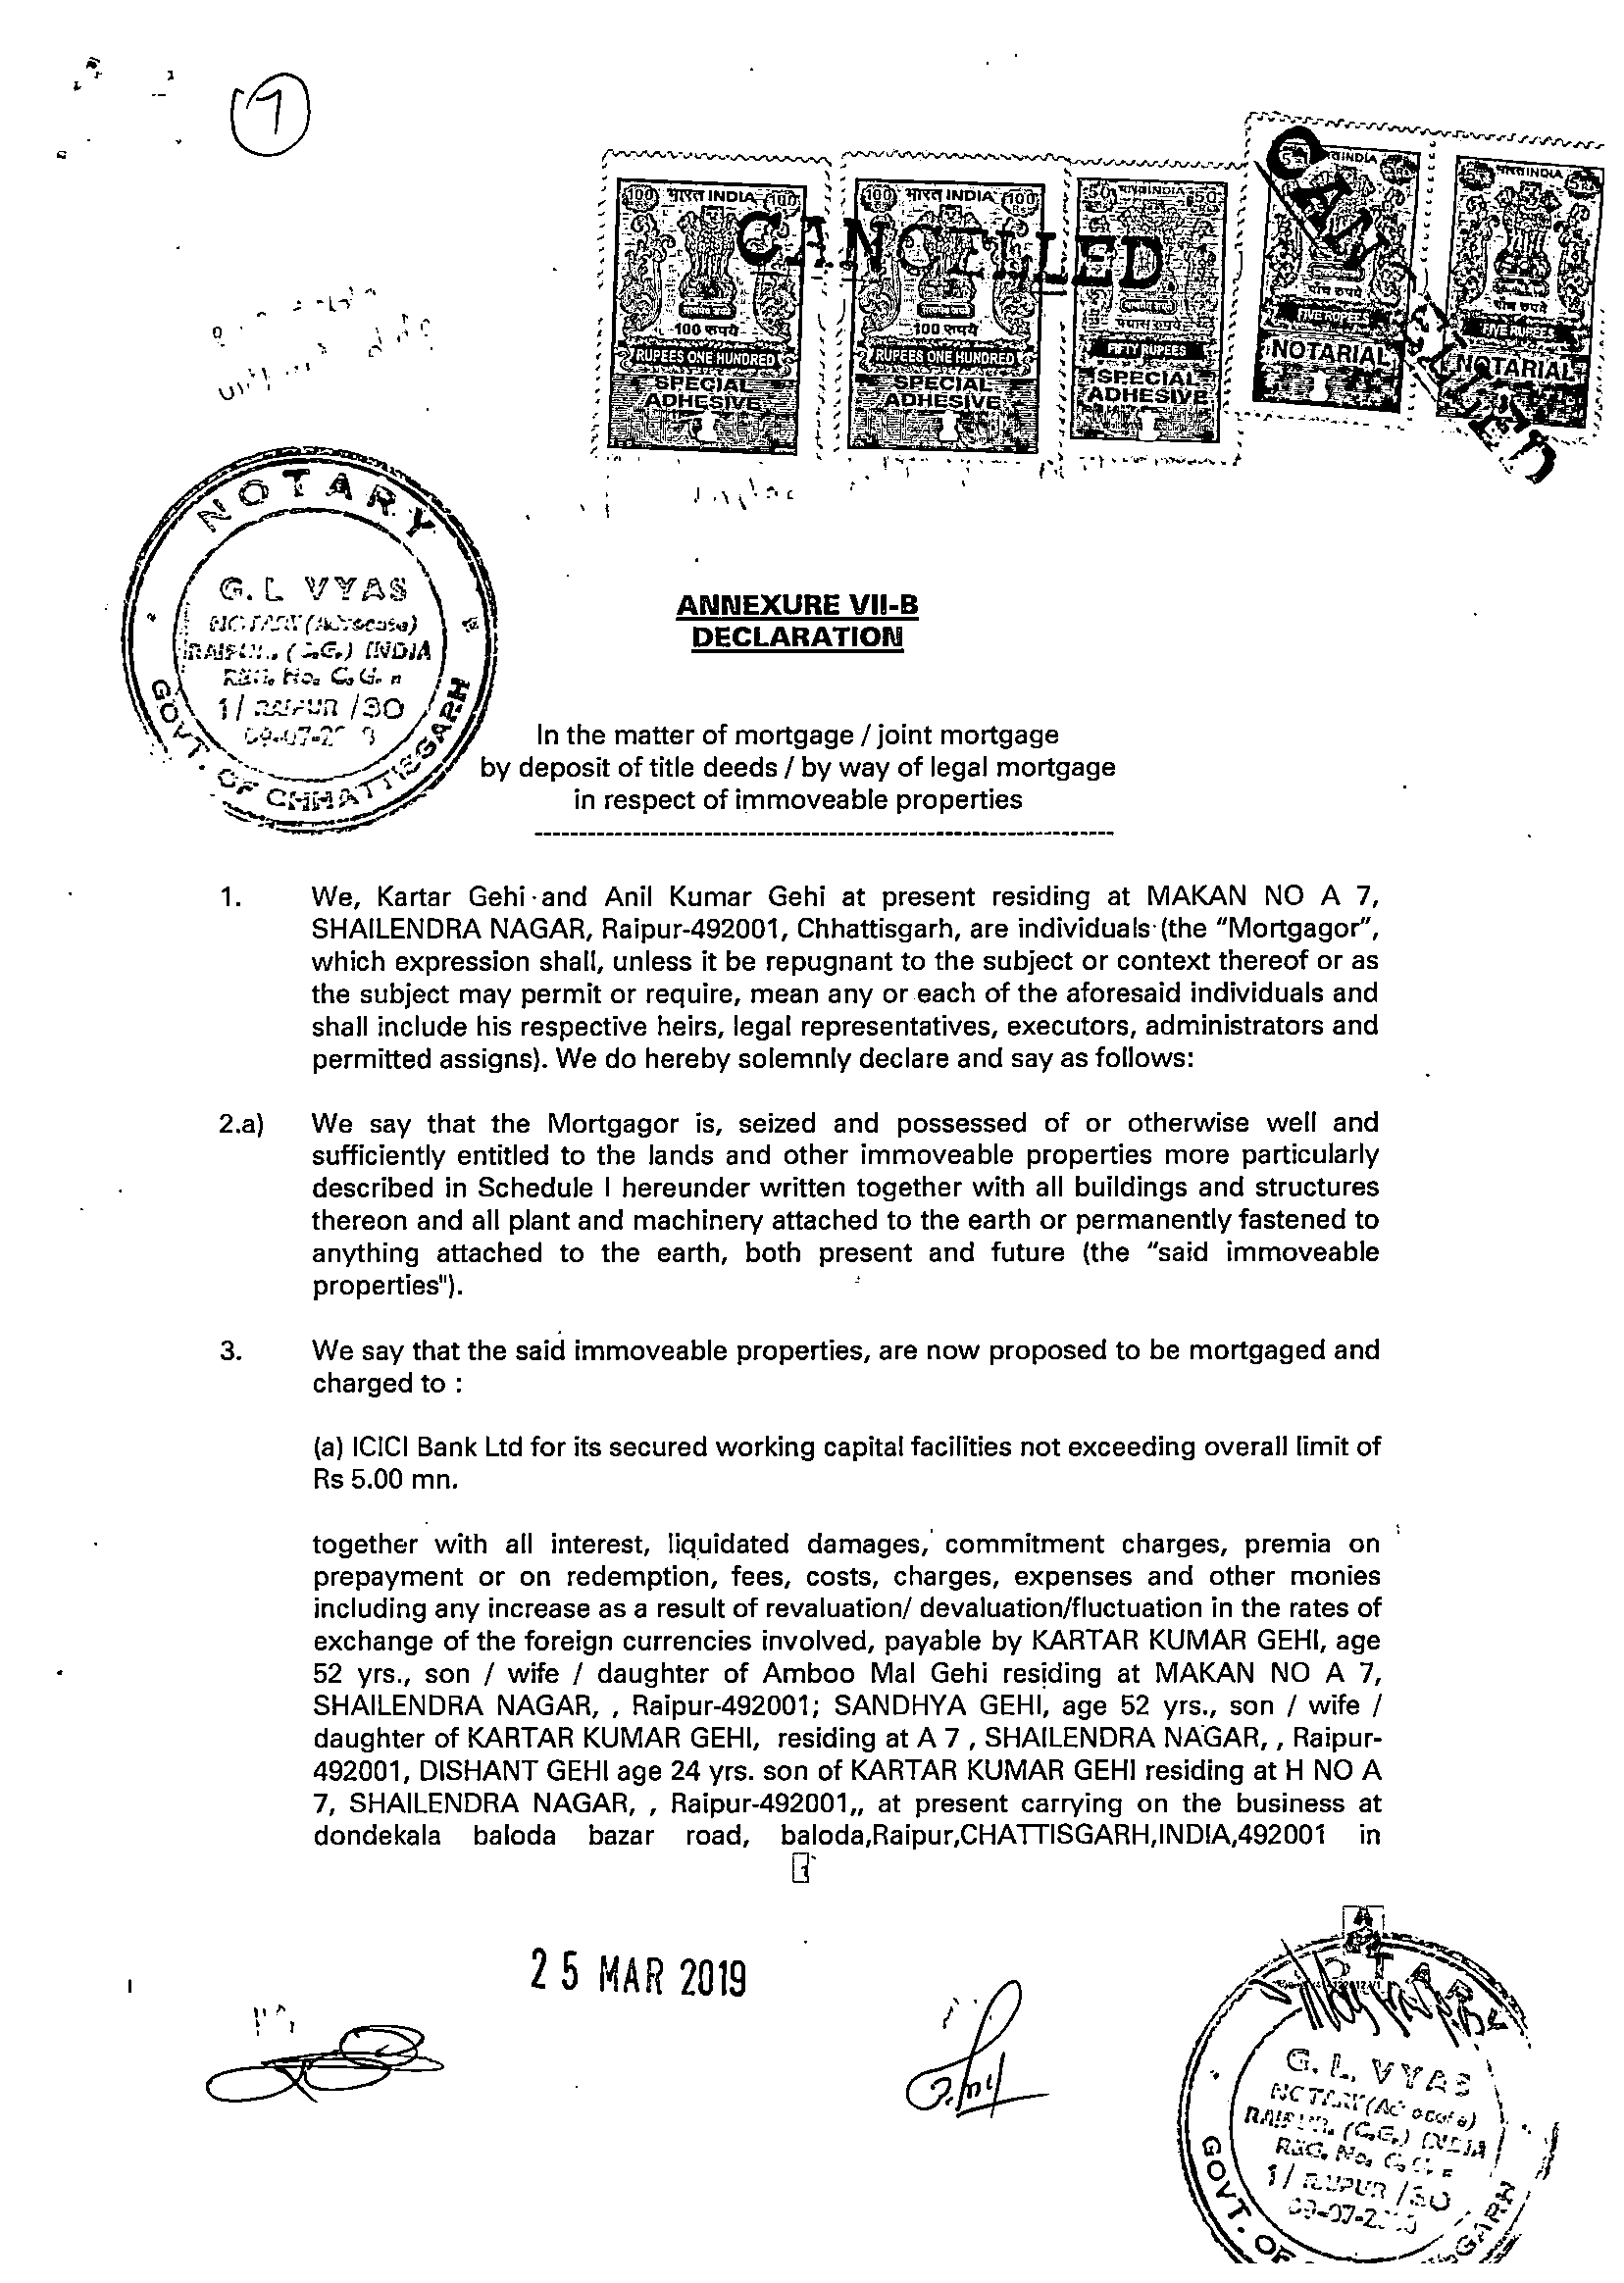 1
100 भारत INDIA 100
100 रुपये
RUPEES ONE HUNDRED
SPECIAL
ADHESIVE
100 भारत INDIA 100
100 रुपये
RUPEES ONE HUNDRED
SPECIAL
ADHESIVE
50 INDIA 50
पचास रुपये
FIFTY RUPEES
SPECIAL
ADHESIVE
CANCELLED
INDIA
पाँच रुपये
FIVE RUPEES
NOTARIAL
INDIA
पाँच रुपये
FIVE RUPEES
NOTARIAL
CANCELLED
NOTARY
G. L VYAS
NOTARY (Advocate)
RAIPUR, (C.G.) INDIA
REG. No. C.G.
1/ RAIPUR /30
GOVT. OF CHHATTISGARH
ANNEXURE VII-B
DECLARATION
In the matter of mortgage / joint mortgage
by deposit of title deeds / by way of legal mortgage
in respect of immoveable properties
1. We, Kartar Gehi and Anil Kumar Gehi at present residing at MAKAN NO A 7,
SHAILENDRA NAGAR, Raipur-492001, Chhattisgarh, are individuals (the "Mortgagor",
which expression shall, unless it be repugnant to the subject or context thereof or as
the subject may permit or require, mean any or each of the aforesaid individuals and
shall include his respective heirs, legal representatives, executors, administrators and
permitted assigns). We do hereby solemnly declare and say as follows:
2.a) We say that the Mortgagor is, seized and possessed of or otherwise well and
sufficiently entitled to the lands and other immoveable properties more particularly
described in Schedule I hereunder written together with all buildings and structures
thereon and all plant and machinery attached to the earth or permanently fastened to
anything attached to the earth, both present and future (the "said immoveable
properties").
3. We say that the said immoveable properties, are now proposed to be mortgaged and
charged to :
(a) ICICI Bank Ltd for its secured working capital facilities not exceeding overall limit of
Rs 5.00 mn.
together with all interest, liquidated damages, commitment charges, premia on
prepayment or on redemption, fees, costs, charges, expenses and other monies
including any increase as a result of revaluation/ devaluation/fluctuation in the rates of
exchange of the foreign currencies involved, payable by KARTAR KUMAR GEHI, age
52 yrs., son / wife / daughter of Amboo Mal Gehi residing at MAKAN NO A 7,
SHAILENDRA NAGAR, , Raipur-492001; SANDHYA GEHI, age 52 yrs., son / wife /
daughter of KARTAR KUMAR GEHI, residing at A 7 , SHAILENDRA NAGAR, , Raipur-
492001, DISHANT GEHI age 24 yrs. son of KARTAR KUMAR GEHI residing at H NO A
7, SHAILENDRA NAGAR, , Raipur-492001,, at present carrying on the business at
dondekala baloda bazar road, baloda,Raipur,CHATTISGARH,INDIA,492001 in
1
25 MAR 2019
G. L. VYAS
NOTARY (Advocate)
RAIPUR, (C.G.) INDIA
REG. No. C.G.
1/ RAIPUR /30
GOVT. OF